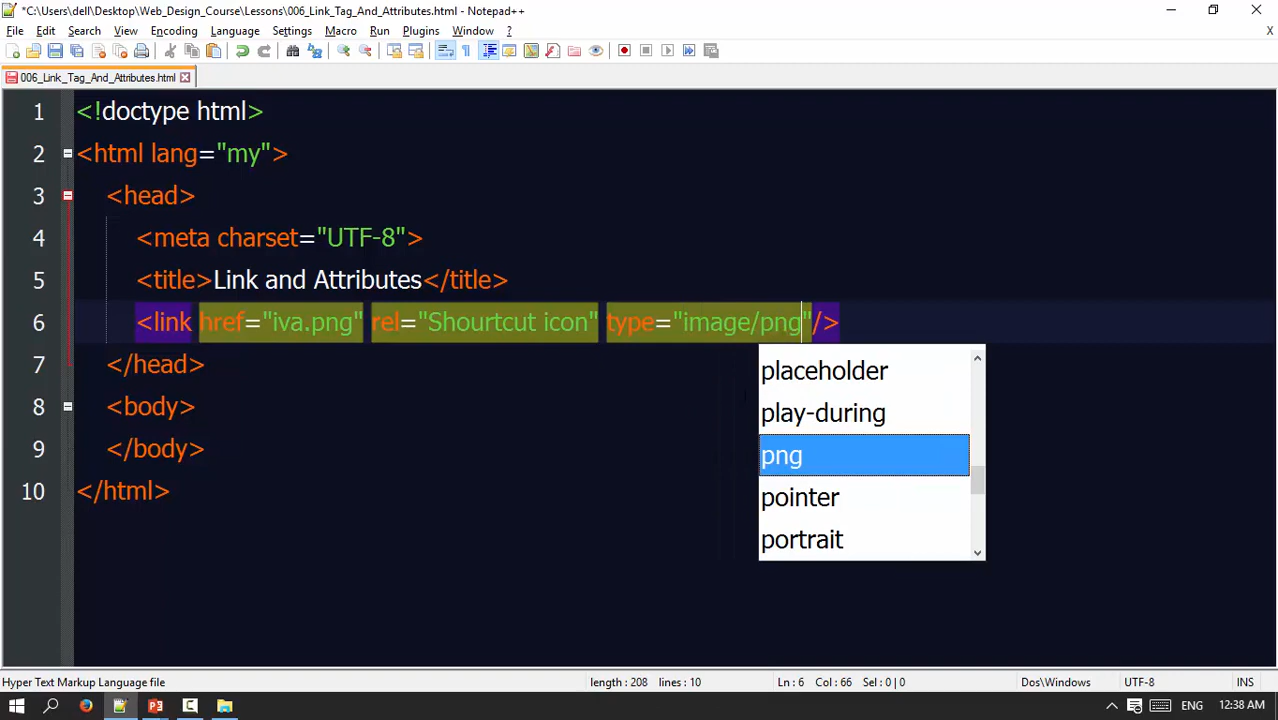 *C:\Users\dell\Desktop\Web_Design_Course\Lessons\006_Link_Tag_And_Attributes.html - Notepad++
File Edit Search View Encoding Language Settings Macro Run Plugins Window ? X
006_Link_Tag_And_Attributes.html
1 <!doctype html>
2 <html lang="my">
3 <head>
4 <meta charset="UTF-8">
5 <title>Link and Attributes</title>
6 <link href="iva.png" rel="Shourtcut icon" type="image/png"/>
7 </head>
8 <body>
9 </body>
10 </html>
placeholder
play-during
png
pointer
portrait
Hyper Text Markup Language file length : 208 lines : 10 Ln : 6 Col : 66 Sel : 0 | 0 Dos\Windows UTF-8 INS
ENG 12:38 AM